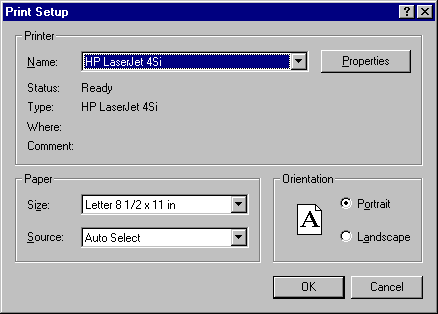 Print Setup
Printer
Name: HP LaserJet 4Si Properties
Status: Ready
Type: HP LaserJet 4Si
Where:
Comment:
Paper
Size: Letter 8 1/2 x 11 in
Source: Auto Select
Orientation
A
Portrait
Landscape
OK Cancel